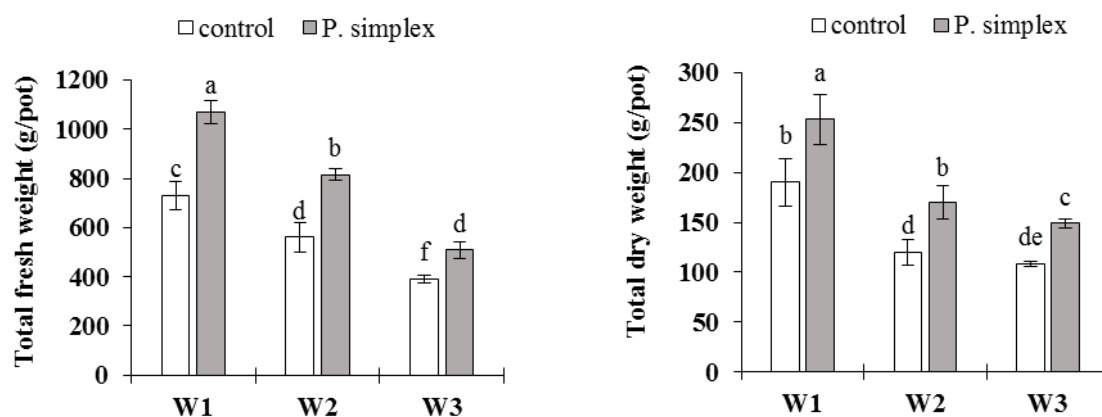 control P. simplex
Total fresh weight (g/pot)
1200
1000
800
600
400
200
0
c
a
d
b
f
d
W1 W2 W3
control P. simplex
Total dry weight (g/pot)
300
250
200
150
100
50
0
b
a
d
b
de
c
W1 W2 W3